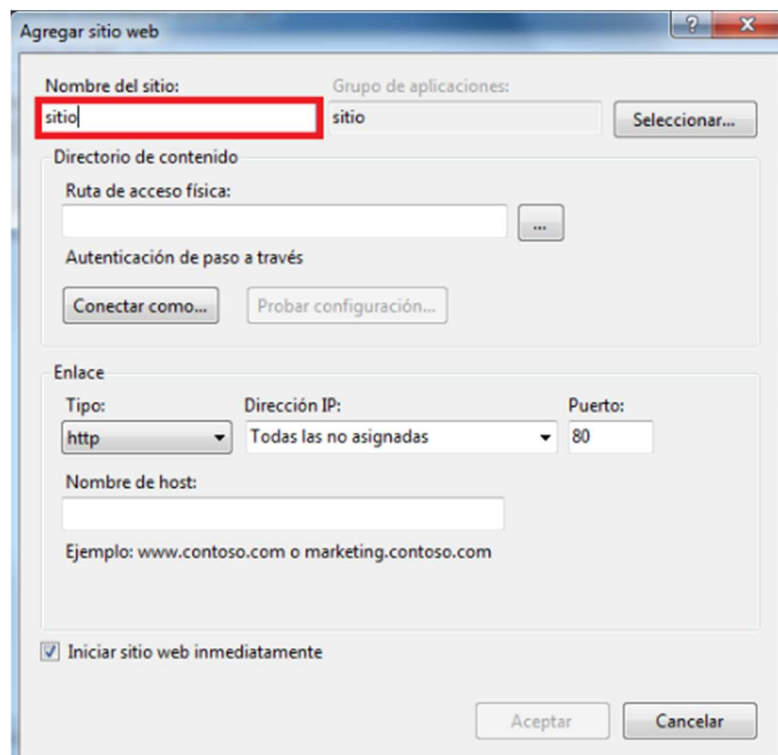 Agregar sitio web
?
X
Nombre del sitio:
Grupo de aplicaciones:
sitio
sitio
Seleccionar...
Directorio de contenido
Ruta de acceso física:
...
Autenticación de paso a través
Conectar como...
Probar configuración...
Enlace
Tipo:
Dirección IP:
Puerto:
http
Todas las no asignadas
80
Nombre de host:
Ejemplo: www.contoso.com o marketing.contoso.com
Iniciar sitio web inmediatamente
Aceptar
Cancelar